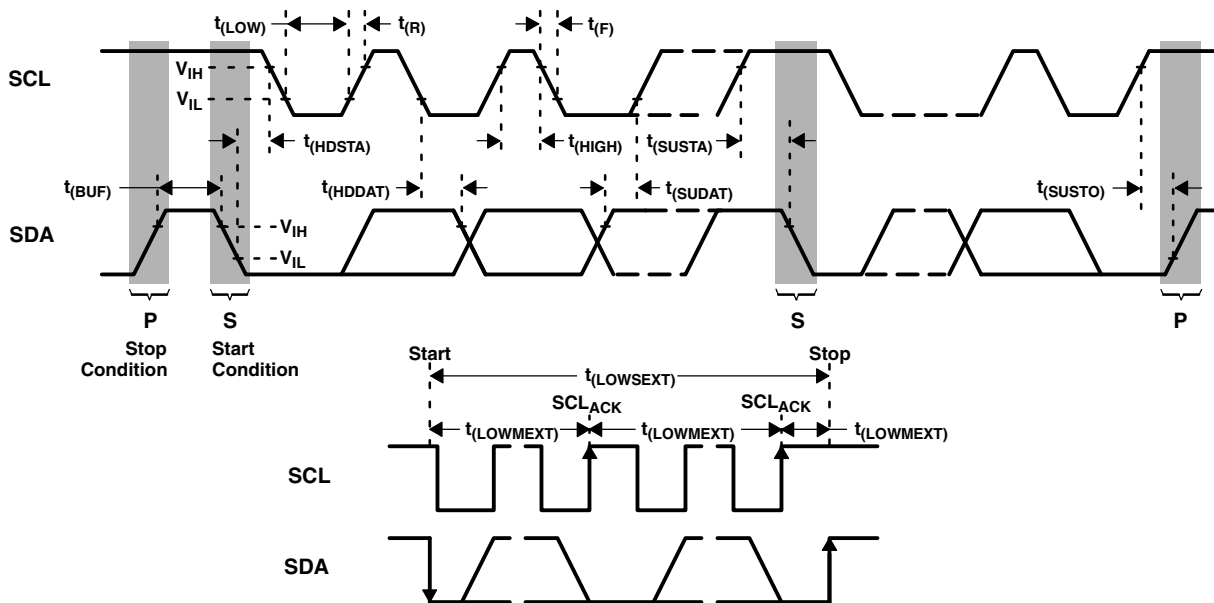 t(LOW) t(R) t(F)
SCL
VIH
VIL
t(HDSTA) t(HIGH) t(SUSTA)
t(BUF) t(HDDAT) t(SUDAT) t(SUSTO)
SDA
VIH
VIL
P S S P
Stop Condition
Start Condition
Start Stop
t(LOWSEXT)
SCLACK SCLACK
t(LOWMEXT) t(LOWMEXT) t(LOWMEXT)
SCL
SDA